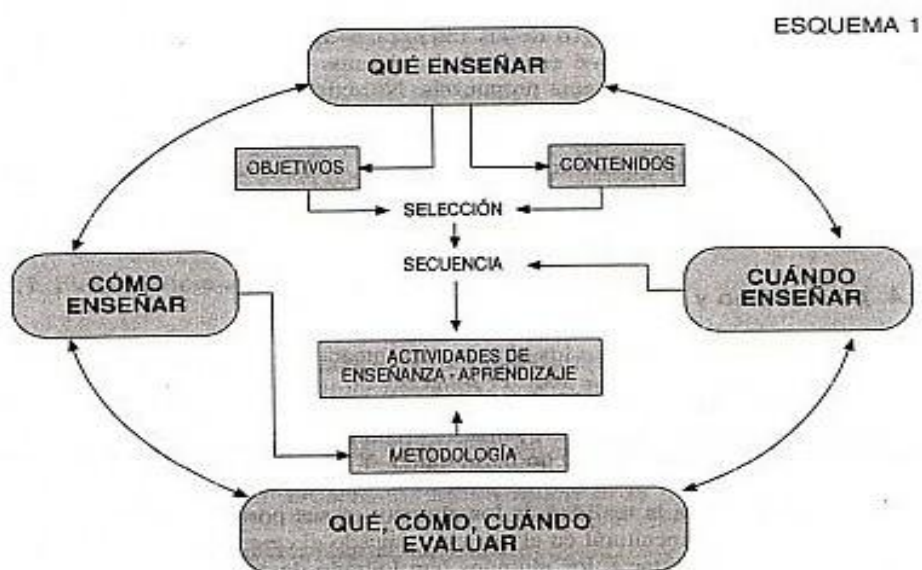 ESQUEMA 1
QUÉ ENSEÑAR
OBJETIVOS
CONTENIDOS
SELECCIÓN
SECUENCIA
CÓMO
ENSEÑAR
CUÁNDO
ENSEÑAR
ACTIVIDADES DE
ENSEÑANZA - APRENDIZAJE
METODOLOGÍA
QUÉ, CÓMO, CUÁNDO
EVALUAR